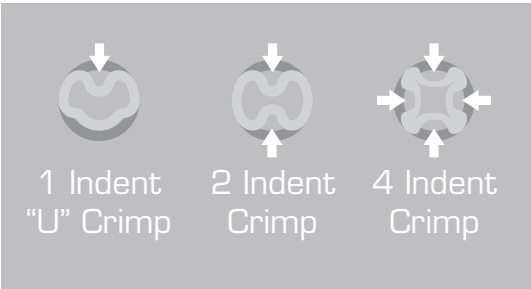 1 Indent
“U” Crimp
2 Indent
Crimp
4 Indent
Crimp